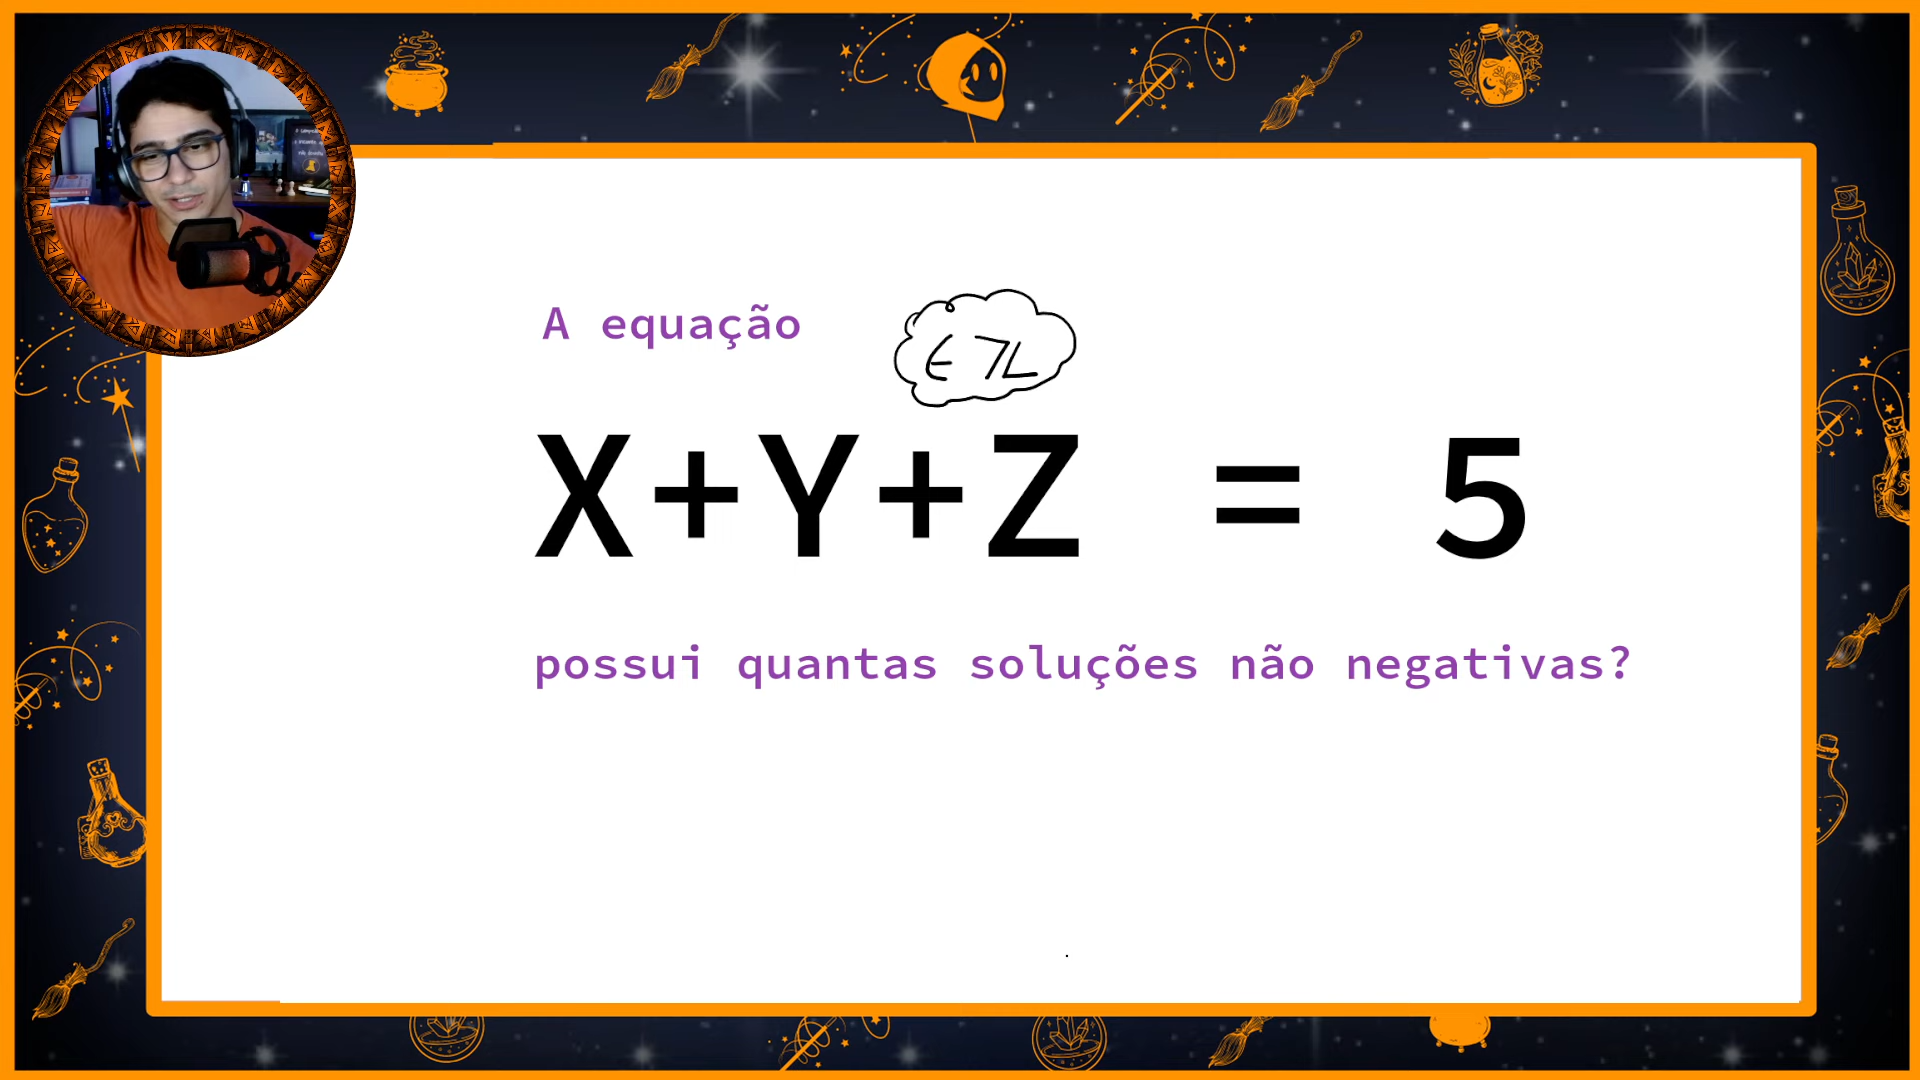 A equação
∈ ℤ
X+Y+Z = 5
possui quantas soluções não negativas?